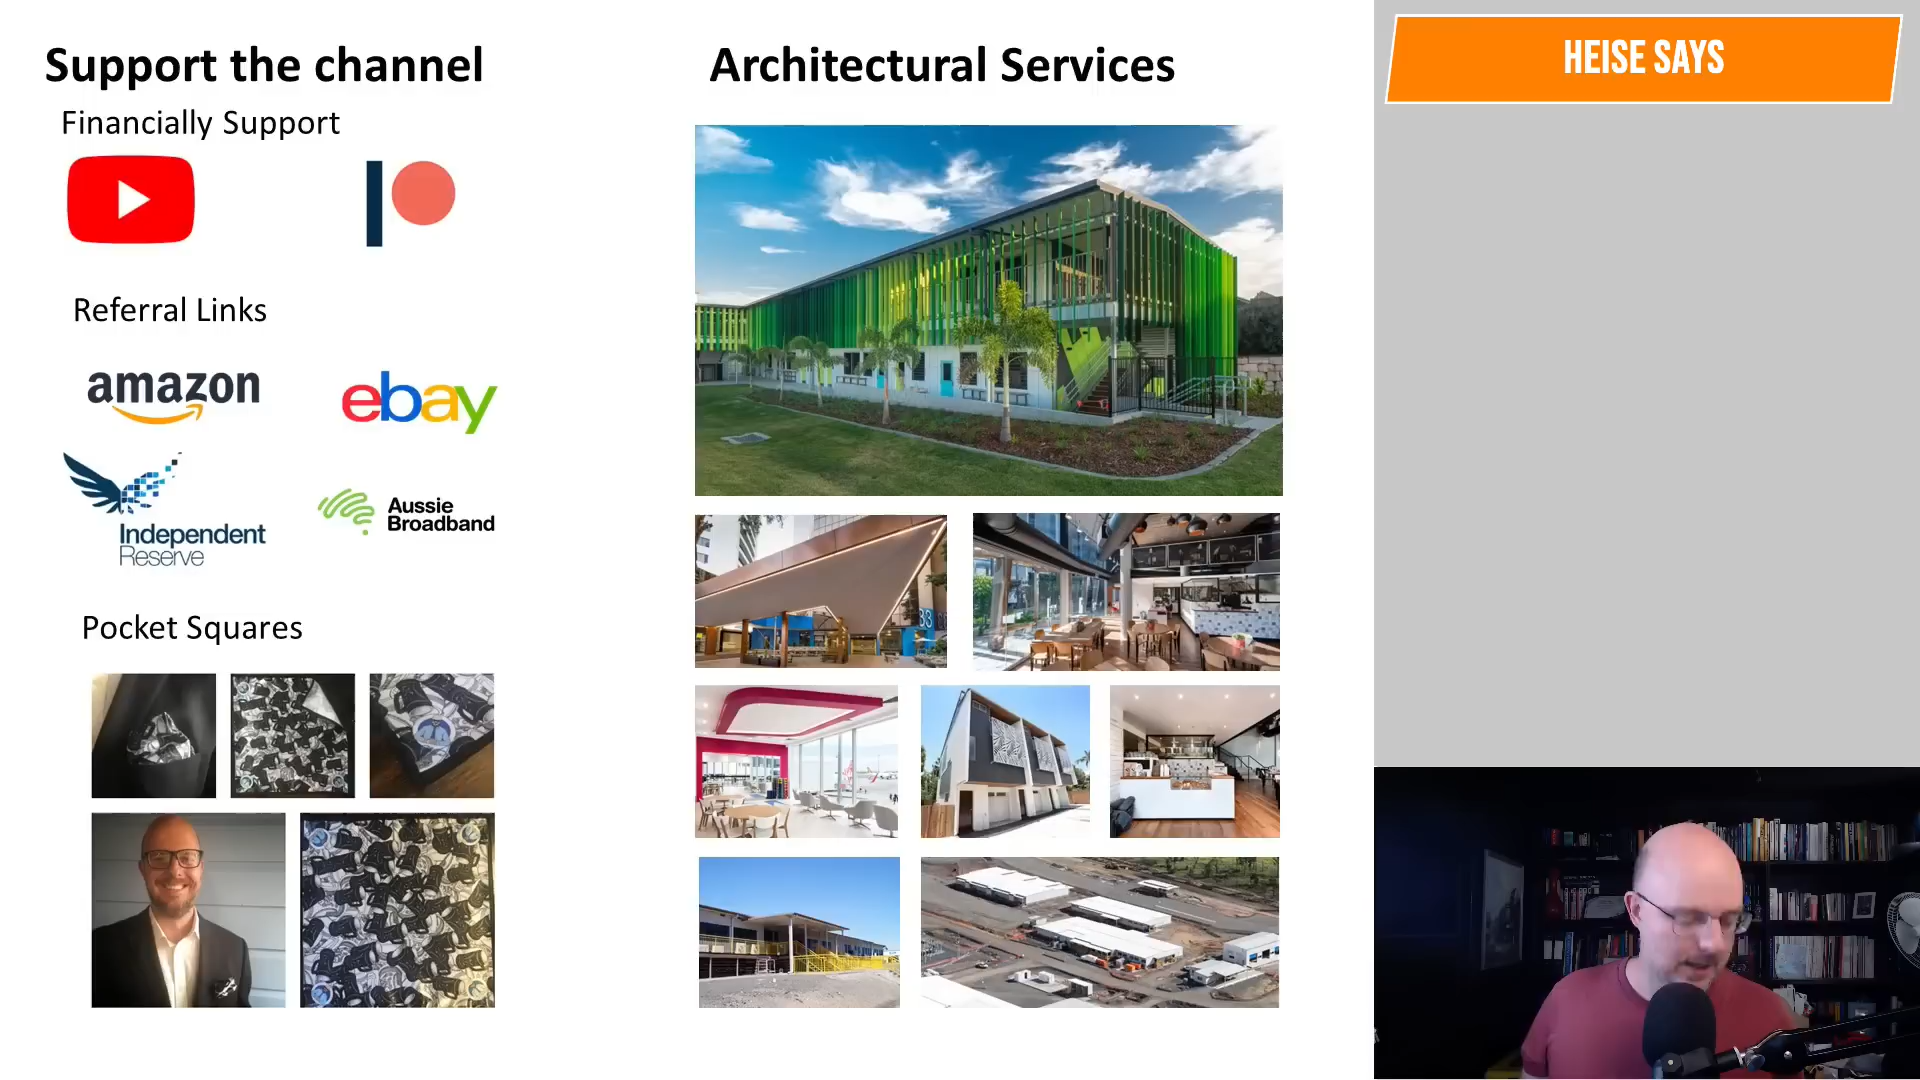 Support the channel
Financially Support
Referral Links
amazon
ebay
Independent
Reserve
Aussie
Broadband
Pocket Squares
Architectural Services
33
HEISE SAYS